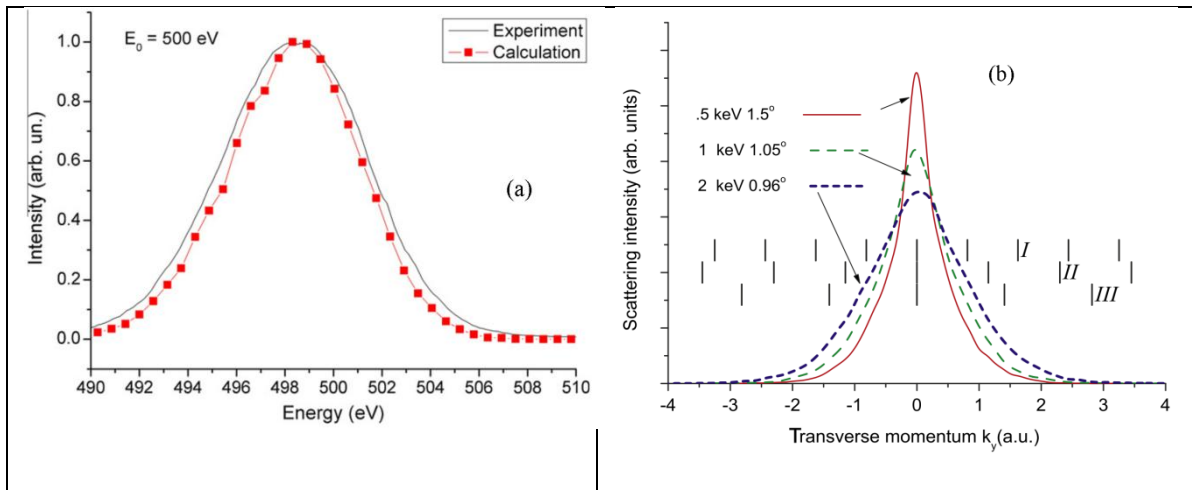 E0 = 500 eV
Experiment
Calculation
(a)
Intensity (arb. un.)
1.0
0.8
0.6
0.4
0.2
0.0
490 492 494 496 498 500 502 504 506 508 510
Energy (eV)
(b)
.5 keV 1.5°
1 keV 1.05°
2 keV 0.96°
I
II
III
Scattering intensity (arb. units)
-4 -3 -2 -1 0 1 2 3 4
Transverse momentum ky(a.u.)